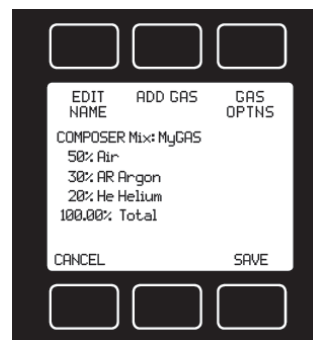 EDIT NAME ADD GAS GAS OPTNS
COMPOSER Mix: MyGAS
50% Air
30% AR Argon
20% He Helium
100.00% Total
CANCEL SAVE